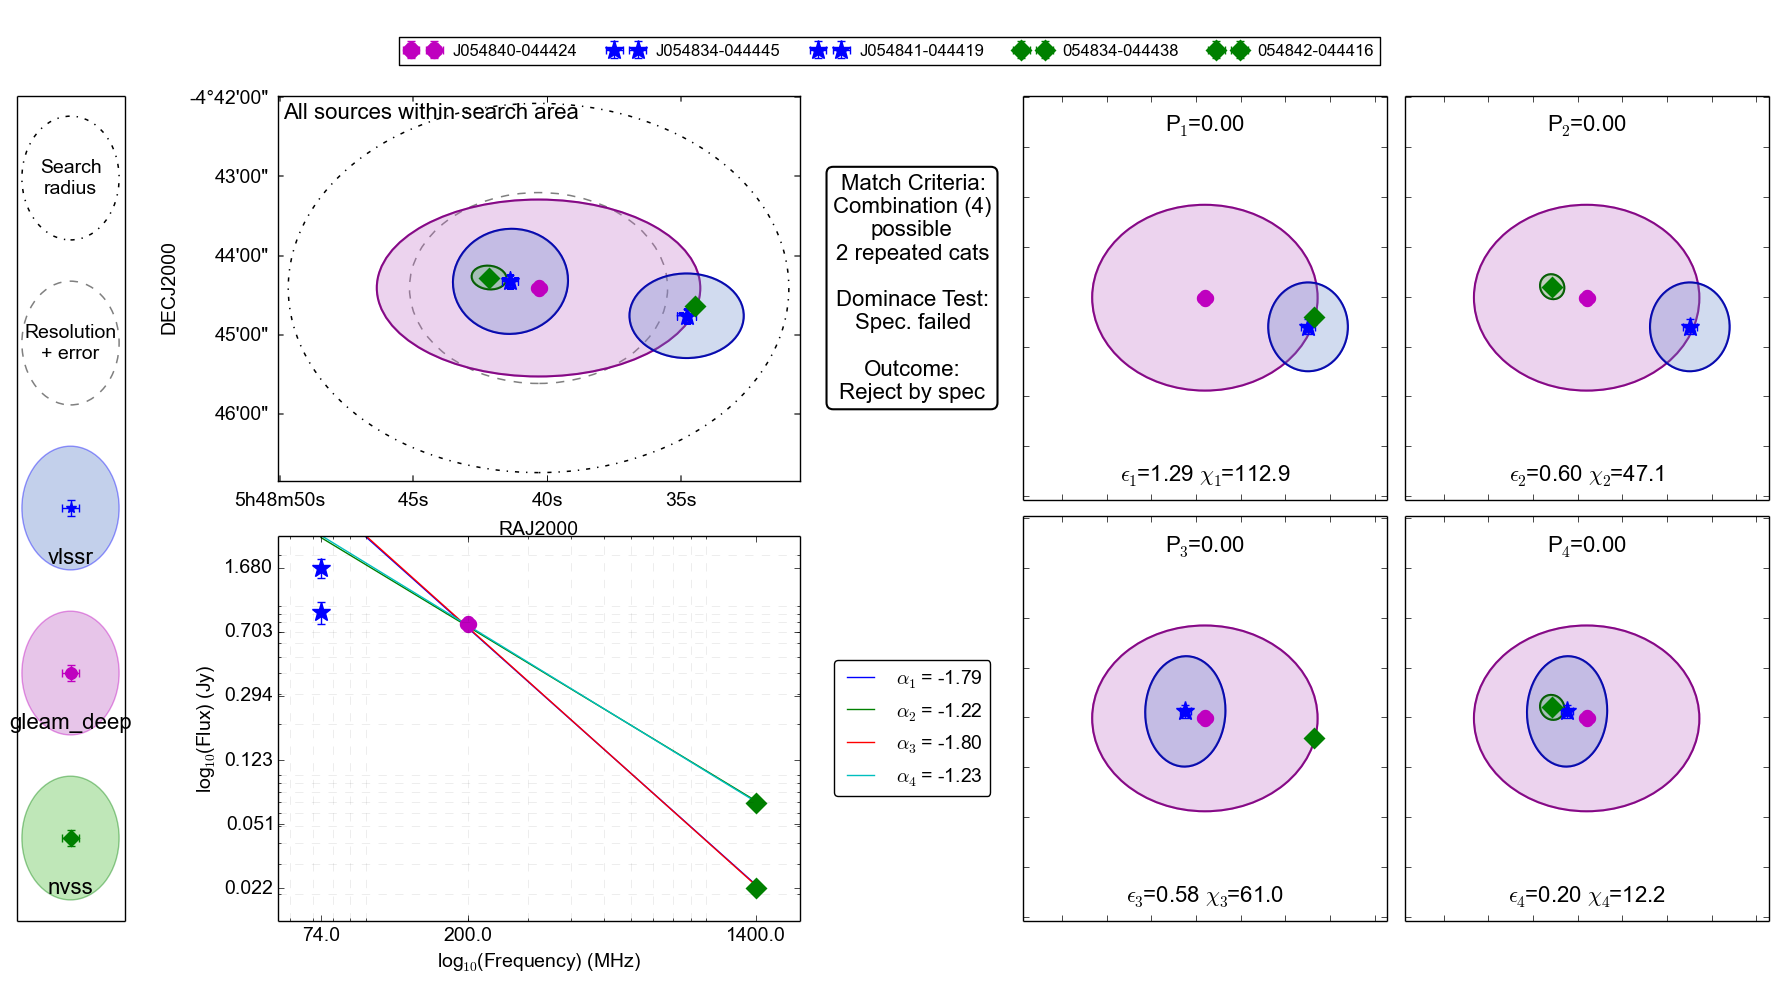 J054840-044424 J054834-044445 J054841-044419 054834-044438 054842-044416
Search
radius
Resolution
+ error
vlssr
gleam_deep
nvss
All sources within search area
DECJ2000
-4°42'00"
43'00"
44'00"
45'00"
46'00"
5h48m50s 45s 40s 35s
RAJ2000
Match Criteria:
Combination (4)
possible
2 repeated cats
Dominace Test:
Spec. failed
Outcome:
Reject by spec
P1=0.00
ϵ1=1.29 χ1=112.9
P2=0.00
ϵ2=0.60 χ2=47.1
log10(Flux) (Jy)
1.680
0.703
0.294
0.123
0.051
0.022
74.0 200.0 1400.0
log10(Frequency) (MHz)
α1 = -1.79
α2 = -1.22
α3 = -1.80
α4 = -1.23
P3=0.00
ϵ3=0.58 χ3=61.0
P4=0.00
ϵ4=0.20 χ4=12.2